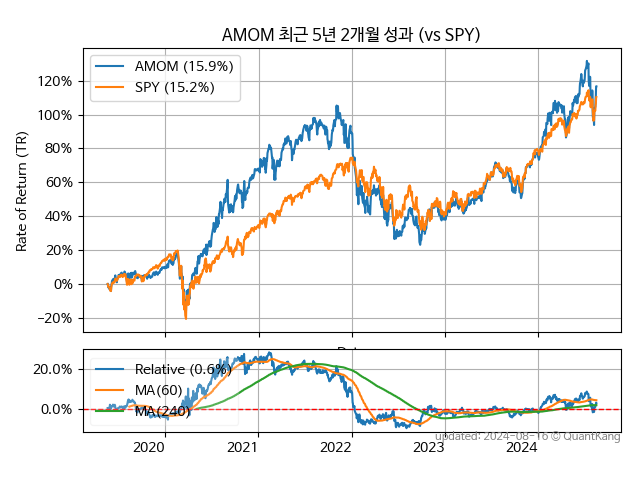 AMOM 최근 5년 2개월 성과 (vs SPY)
Rate of Return (TR)
120%
100%
80%
60%
40%
20%
0%
−20%
AMOM (15.9%)
SPY (15.2%)
20.0%
0.0%
Relative (0.6%)
MA(60)
MA(240)
2020 2021 2022 2023 2024
updated: 2024-08-16 © QuantKang